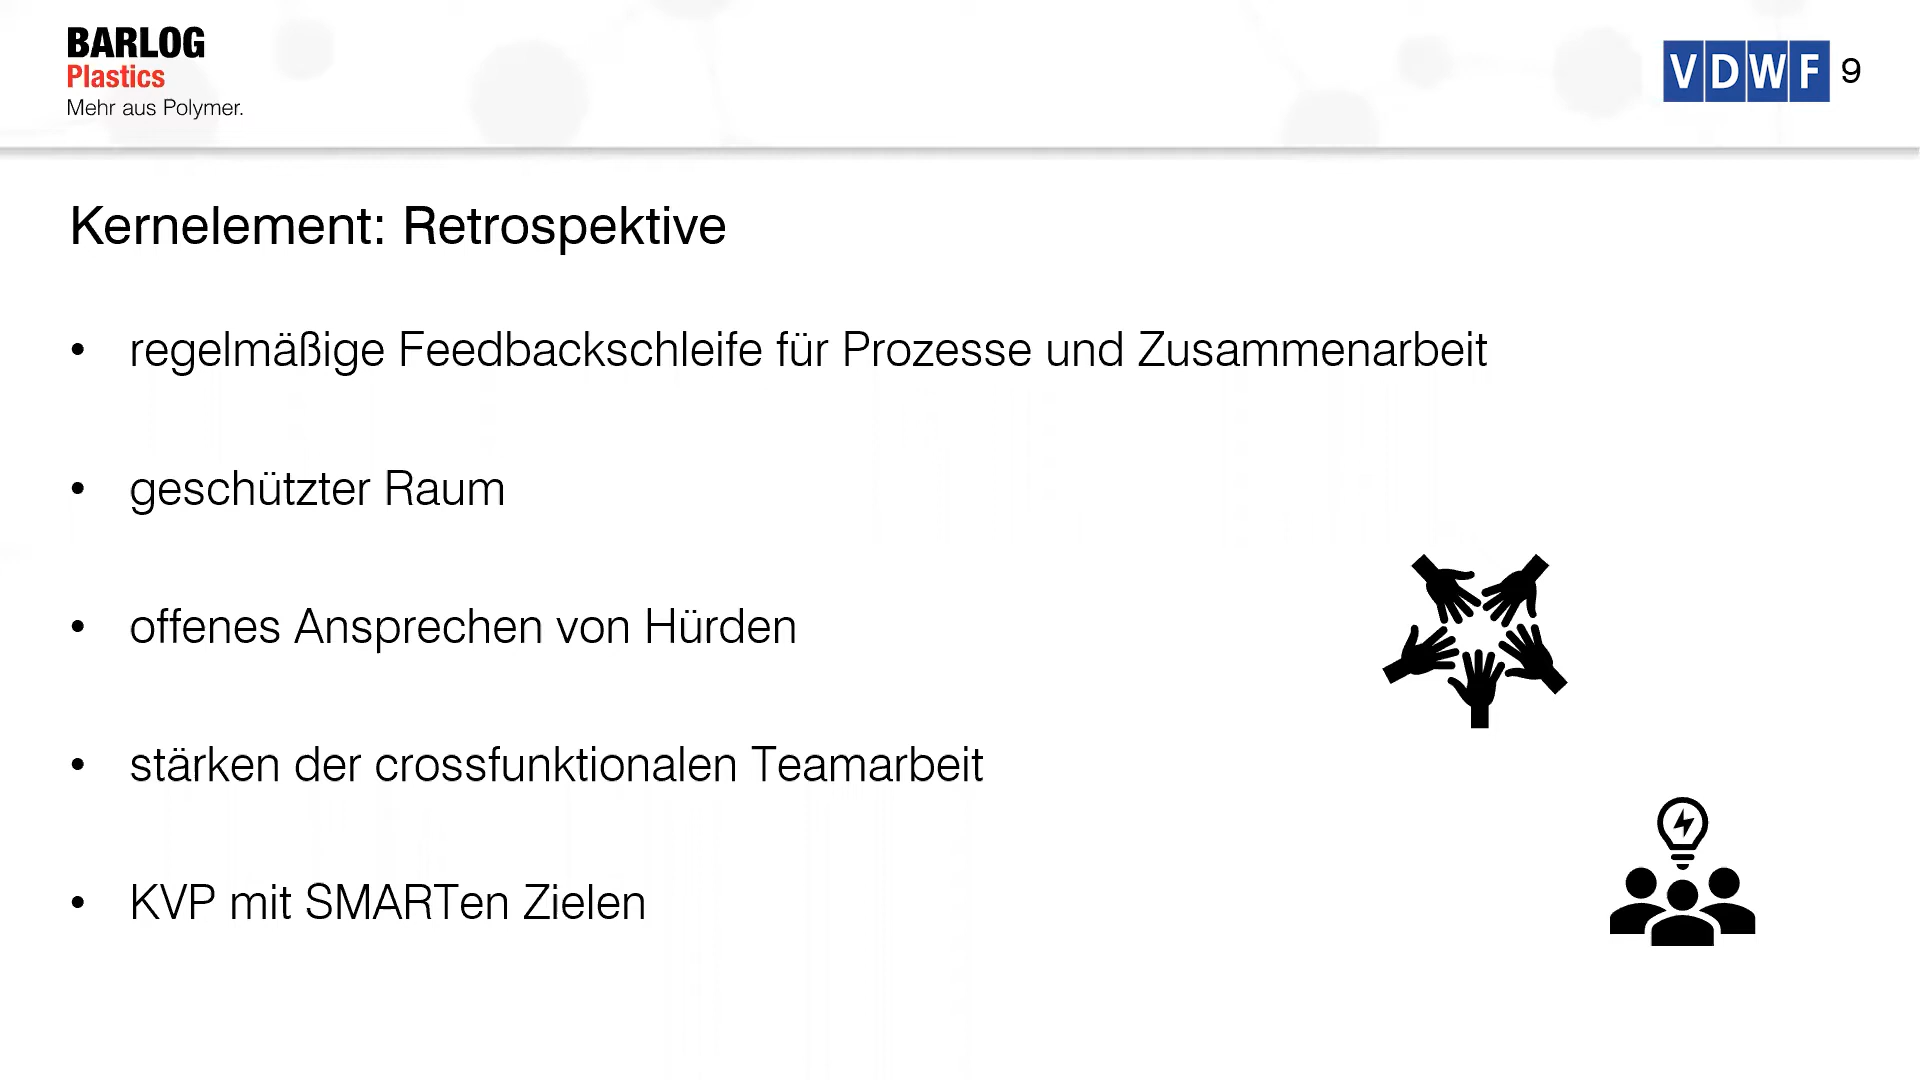 BARLOG
Plastics
Mehr aus Polymer.
VDWF 9
Kernelement: Retrospektive
• regelmäßige Feedbackschleife für Prozesse und Zusammenarbeit
• geschützter Raum
• offenes Ansprechen von Hürden
• stärken der crossfunktionalen Teamarbeit
• KVP mit SMARTen Zielen